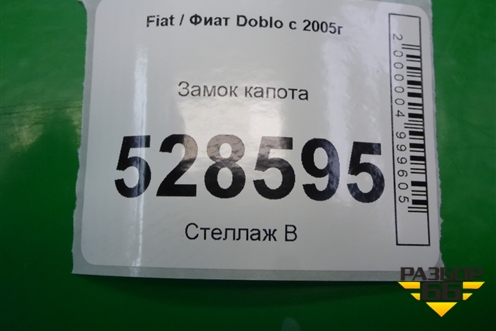 Fiat / Фиат Doblo с 2005г
Замок капота
528595
Стеллаж В
2000004999605
РАЗБОР
66